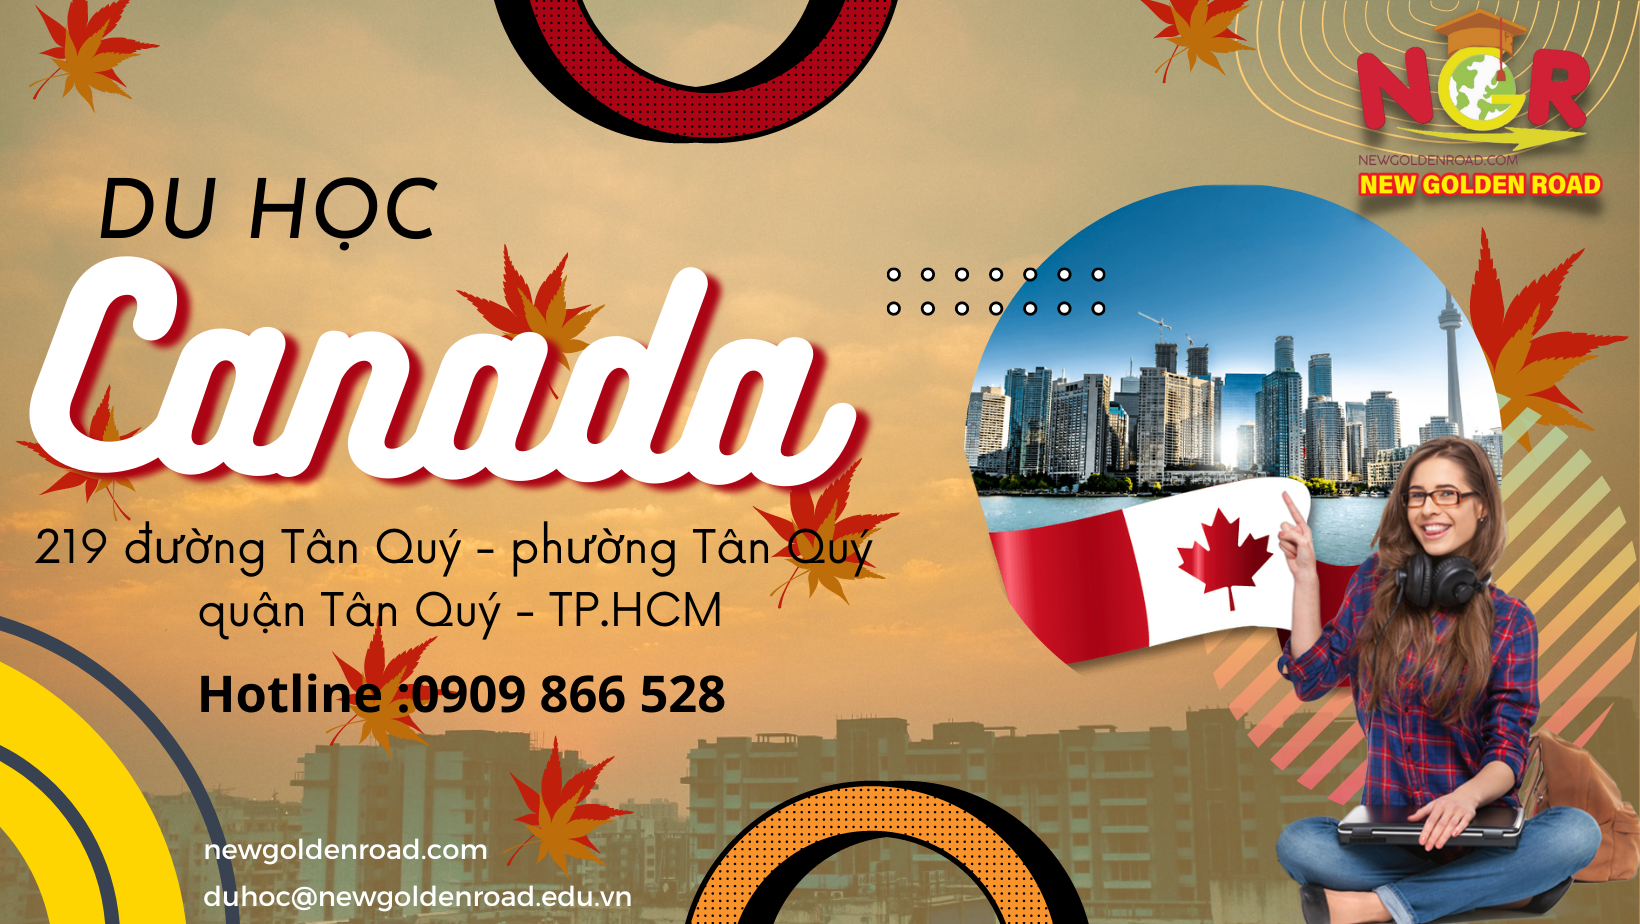 NGR
NEWGOLDENROAD.COM
NEW GOLDEN ROAD
DU HỌC
Canada
219 đường Tân Quý - phường Tân Quý
quận Tân Quý - TP.HCM
Hotline :0909 866 528
newgoldenroad.com
duhoc@newgoldenroad.edu.vn